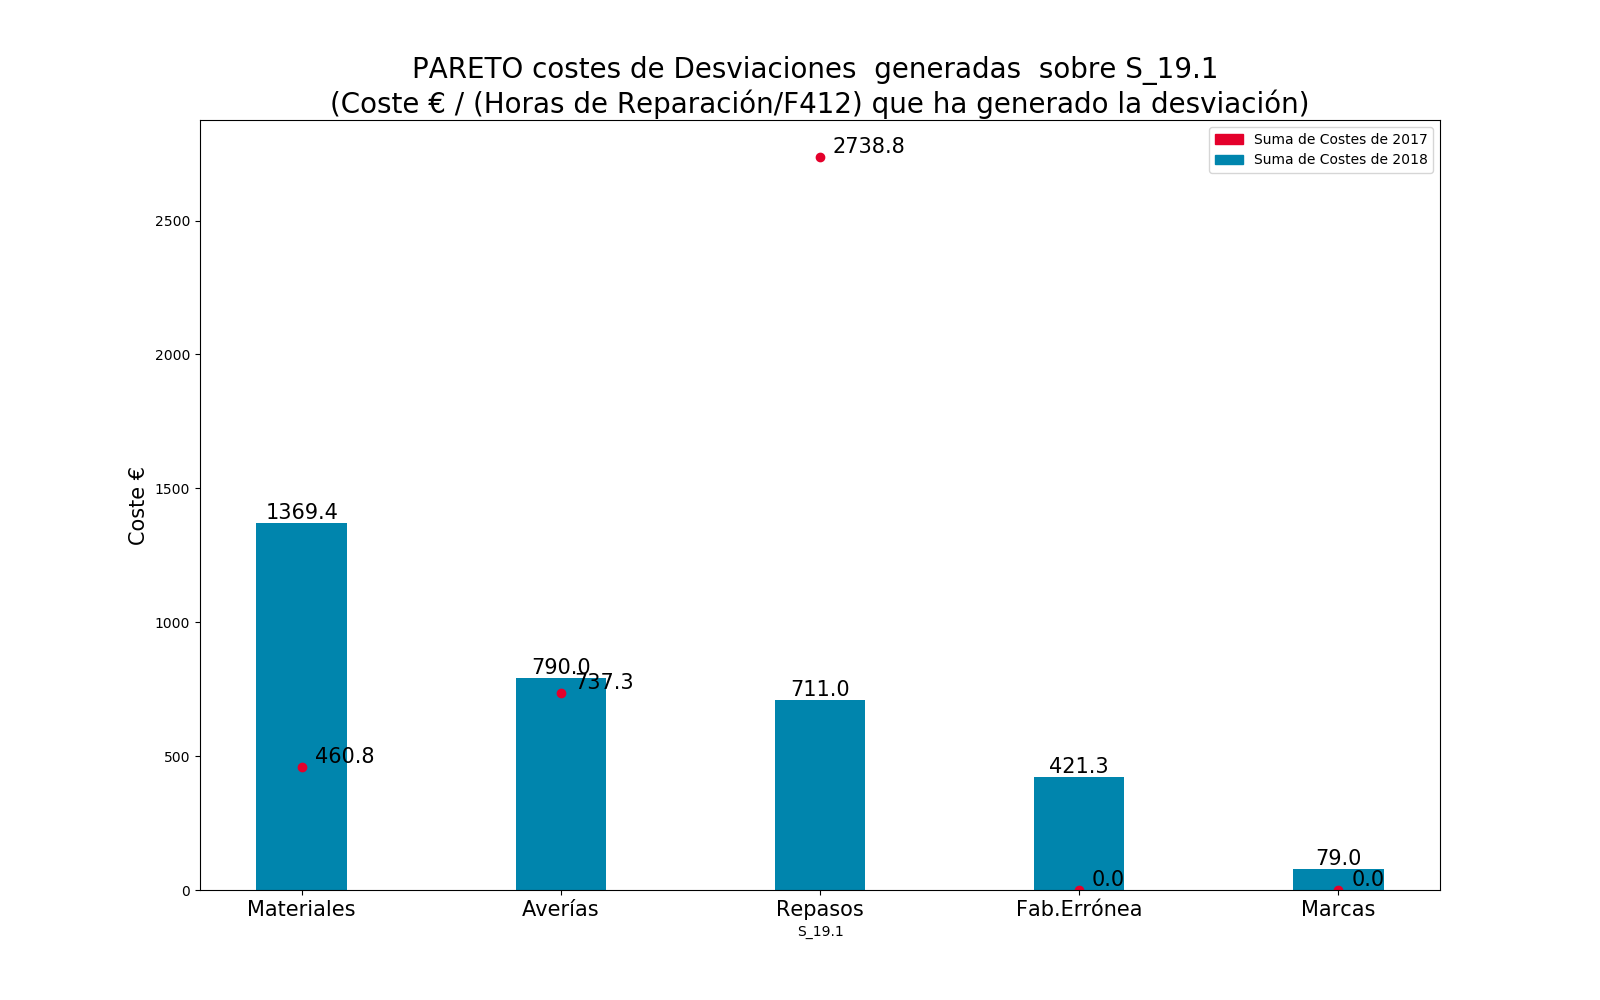 PARETO costes de Desviaciones  generadas  sobre S_19.1
(Coste € / (Horas de Reparación/F412) que ha generado la desviación)
Suma de Costes de 2017
Suma de Costes de 2018
2738.8
2500
2000
1500
1000
500
0
Coste €
1369.4
460.8
790.0
737.3
711.0
421.3
0.0
79.0
0.0
Materiales
Averías
Repasos
Fab.Errónea
Marcas
S_19.1